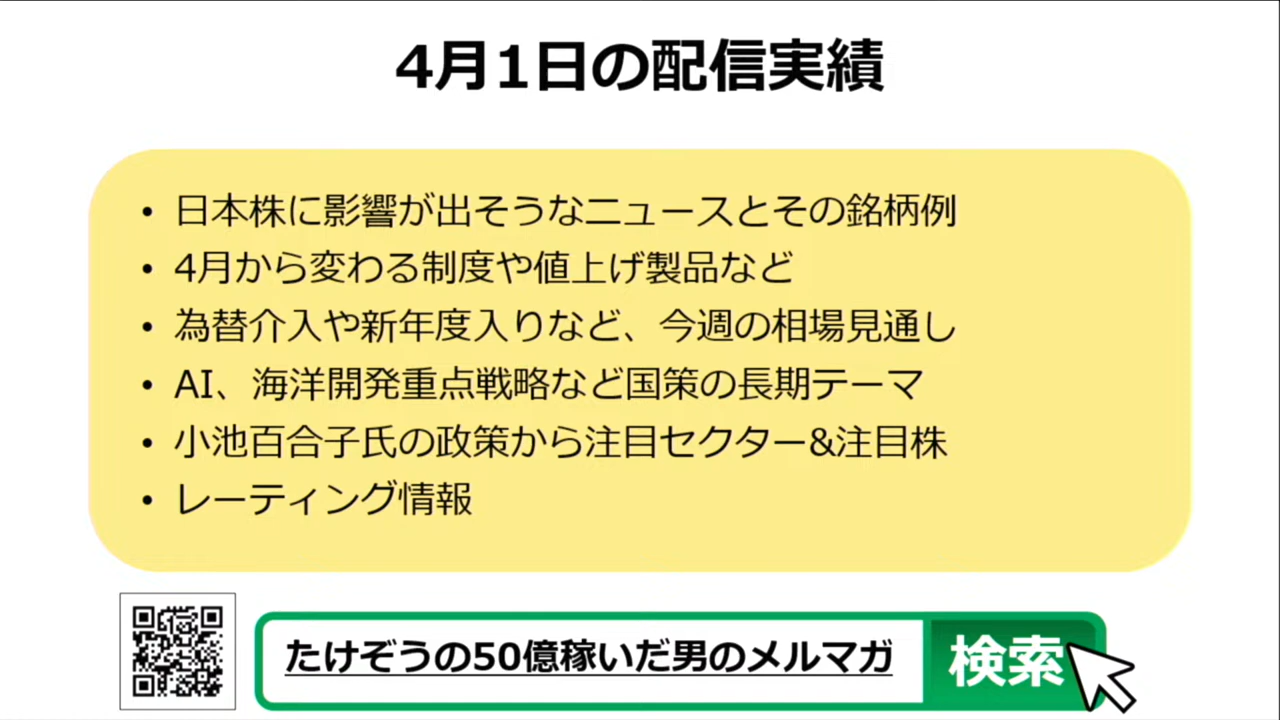 4月1日の配信実績
• 日本株に影響が出そうなニュースとその銘柄例
• 4月から変わる制度や値上げ製品など
• 為替介入や新年度入りなど、今週の相場見通し
• AI、海洋開発重点戦略など国策の長期テーマ
• 小池百合子氏の政策から注目セクター&注目株
• レーティング情報
たけぞうの50億稼いだ男のメルマガ 検索